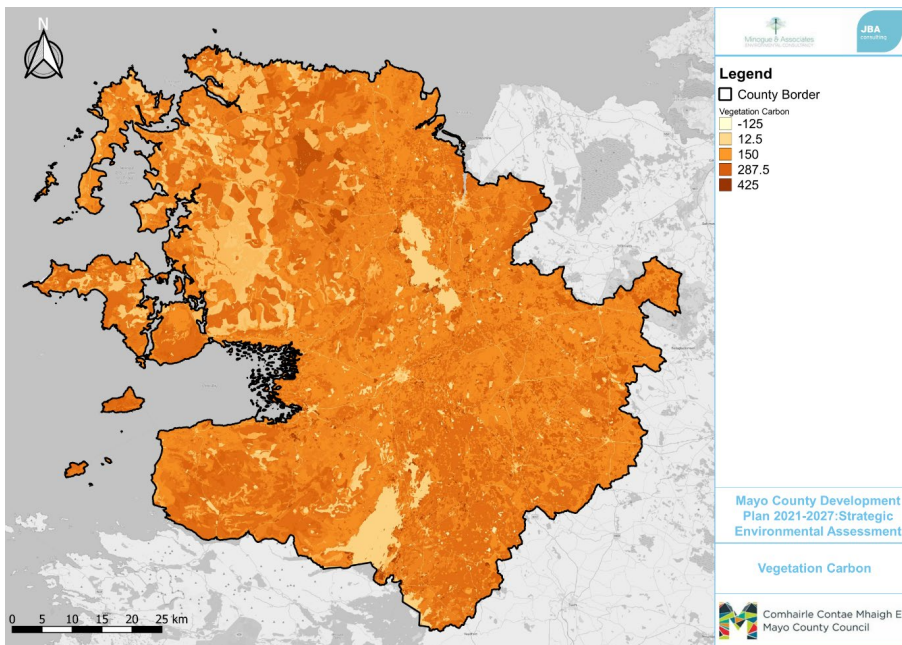 N
0 5 10 15 20 25 km
Minogue & Associates
ENVIRONMENTAL CONSULTANCY
JBA
consulting
Legend
County Border
Vegetation Carbon
-125
12.5
150
287.5
425
Mayo County Development
Plan 2021-2027:Strategic
Environmental Assessment
Vegetation Carbon
Comhairle Contae Mhaigh E
Mayo County Council